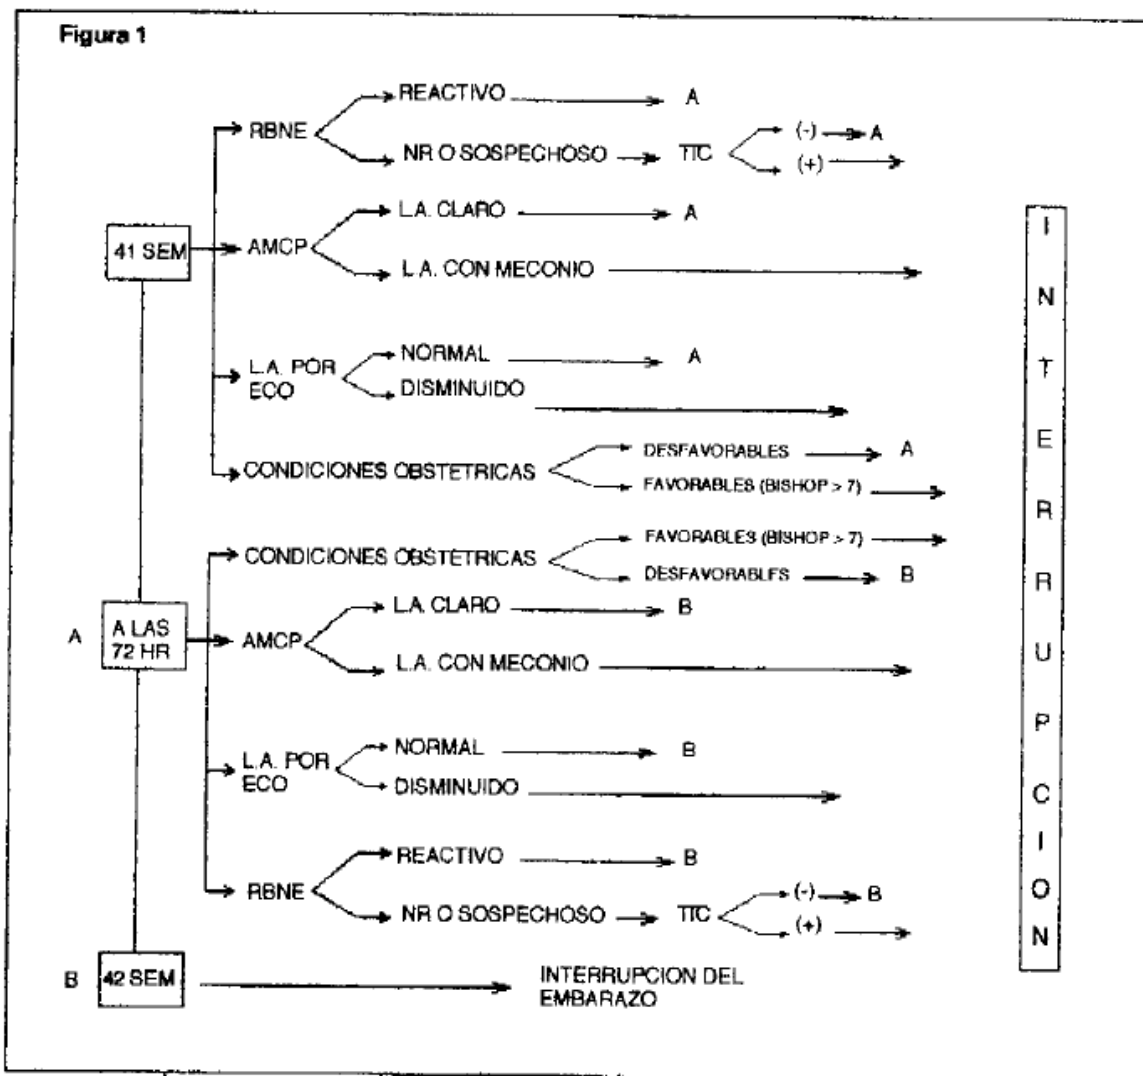 Figura 1
REACTIVO A
RBNE
NR O SOSPECHOSO TTC (-) A
(+)
41 SEM
AMCP
L.A. CLARO A
L.A. CON MECONIO
L.A. POR
ECO
NORMAL A
DISMINUIDO
CONDICIONES OBSTETRICAS
DESFAVORABLES A
FAVORABLES (BISHOP > 7)
A
A LAS
72 HR
CONDICIONES OBSTETRICAS
FAVORABLES (BISHOP > 7)
DESFAVORABLES B
AMCP
L.A. CLARO B
L.A. CON MECONIO
L.A. POR
ECO
NORMAL B
DISMINUIDO
RBNE
REACTIVO B
NR O SOSPECHOSO TTC (-) B
(+)
B
42 SEM
INTERRUPCION DEL
EMBARAZO
INTERRUPCION